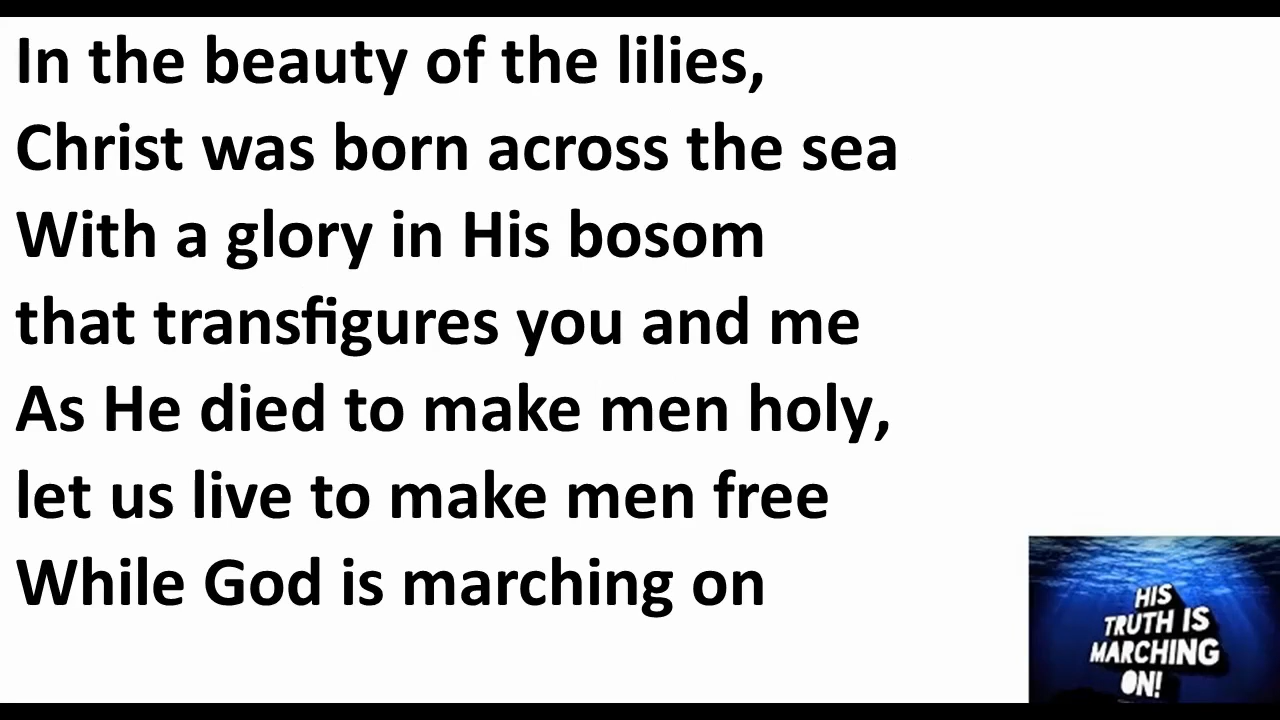 In the beauty of the lilies,
Christ was born across the sea
With a glory in His bosom
that transfigures you and me
As He died to make men holy,
let us live to make men free
While God is marching on
HIS
TRUTH IS
MARCHING
ON!